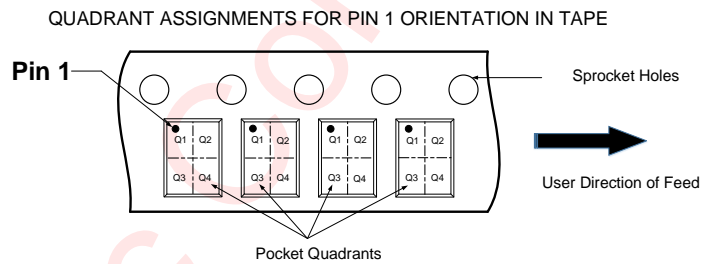 QUADRANT ASSIGNMENTS FOR PIN 1 ORIENTATION IN TAPE
Pin 1
Sprocket Holes
Q1 Q2 Q1 Q2 Q1 Q2 Q1 Q2
Q3 Q4 Q3 Q4 Q3 Q4 Q3 Q4
User Direction of Feed
Pocket Quadrants